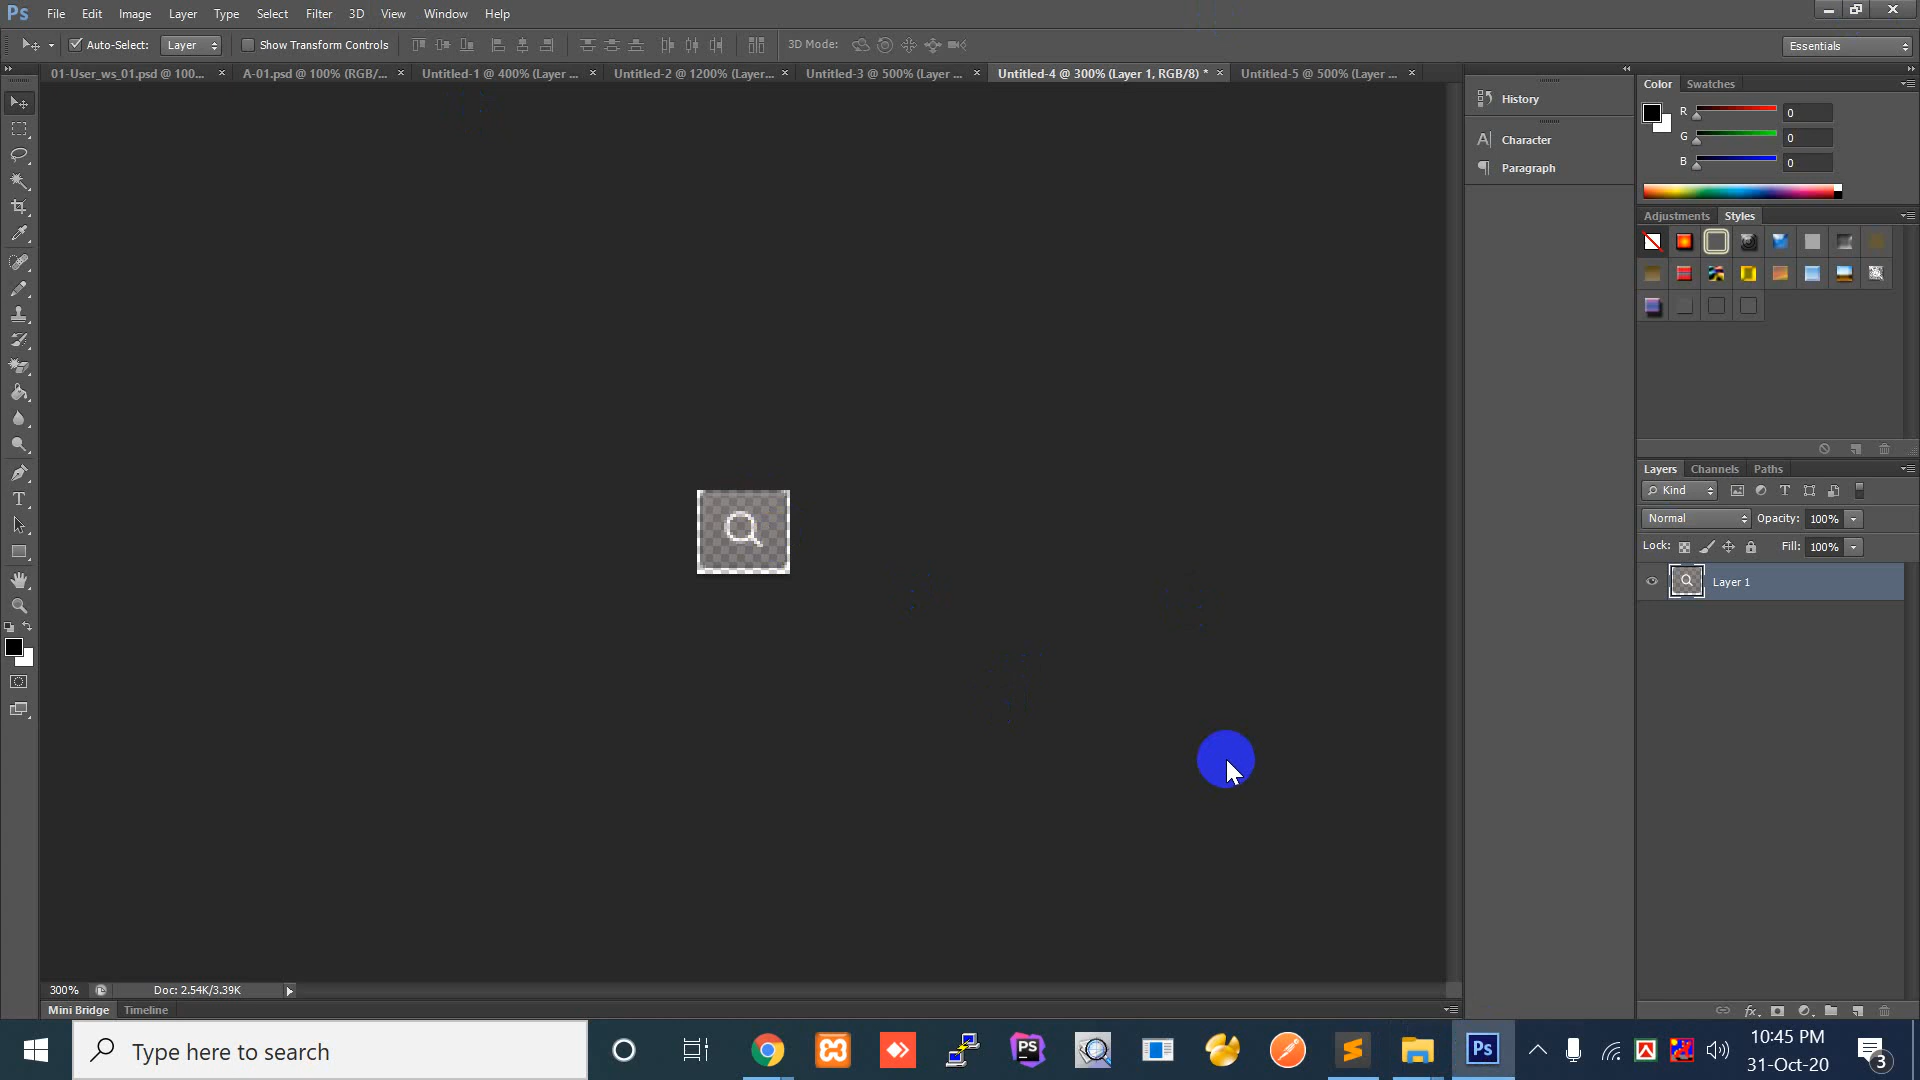 Ps File Edit Image Layer Type Select Filter 3D View Window Help
Auto-Select: Layer Show Transform Controls 3D Mode: Essentials
01-User_ws_01.psd @ 100... × A-01.psd @ 100% (RGB/... × Untitled-1 @ 400% (Layer ... × Untitled-2 @ 1200% (Layer... × Untitled-3 @ 500% (Layer ... × Untitled-4 @ 300% (Layer 1, RGB/8) * × Untitled-5 @ 500% (Layer ... ×
History
Character
Paragraph
Color Swatches
R 0
G 0
B 0
Adjustments Styles
Layers Channels Paths
Kind
Normal Opacity: 100%
Lock: Fill: 100%
Layer 1
300% Doc: 2.54K/3.39K
Mini Bridge Timeline
Type here to search
PS
Ps
10:45 PM
31-Oct-20
3